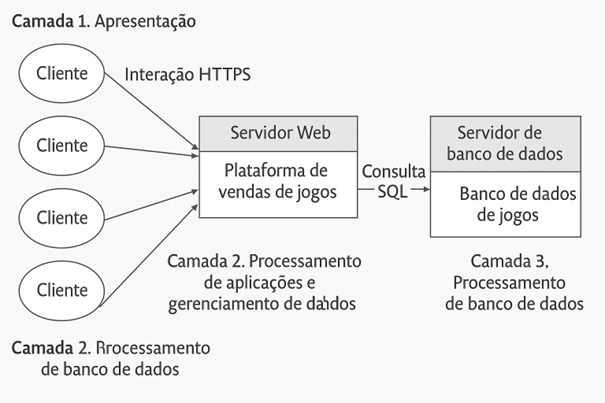 Camada 1. Apresentação
Cliente
Interação HTTPS
Cliente
Cliente
Cliente
Servidor Web
Plataforma de
vendas de jogos
Consulta
SQL
Servidor de
banco de dados
Banco de dados
de jogos
Camada 2. Processamento
de aplicações e
gerenciamento de dados
Camada 3,
Processamento
de banco de dados
Camada 2. Rrocessamento
de banco de dados